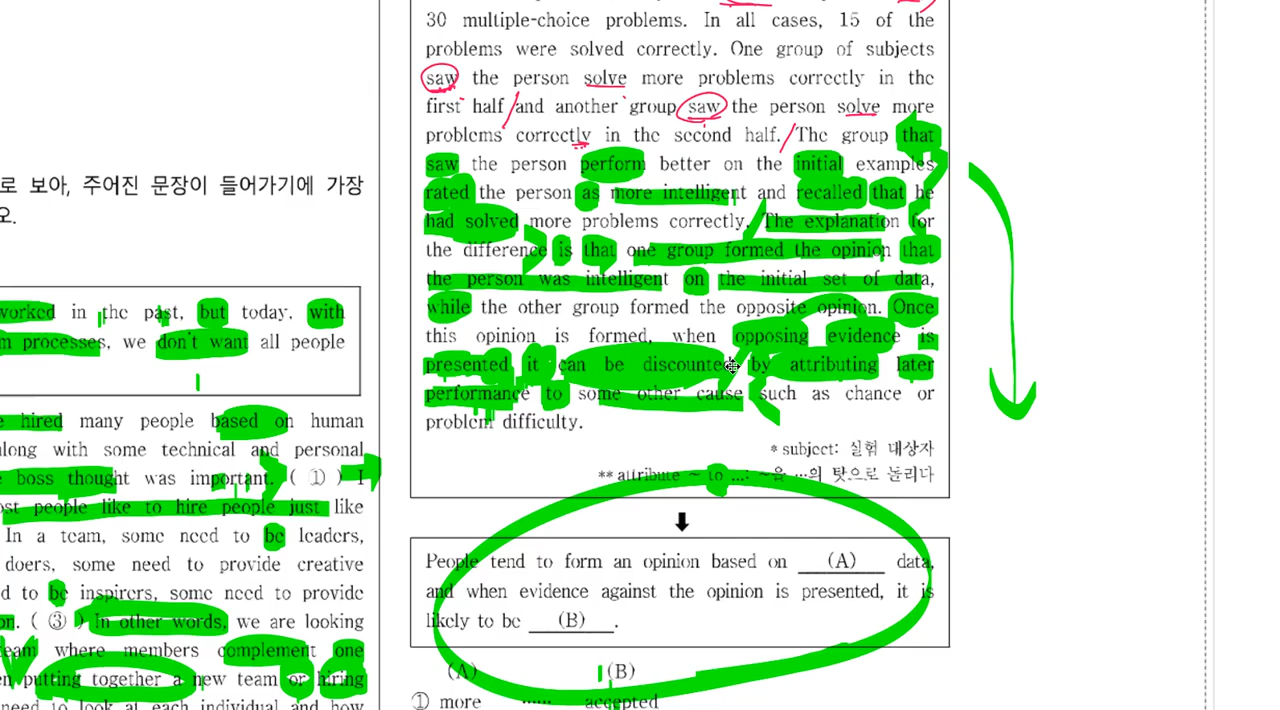 로 보아, 주어진 문장이 들어가기에 가장
오.
worked in the past, but today, with
processes, we don't want all people
hired many people based on human
along with some technical and personal
boss thought was important. ( ① ) I
people like to hire people just like
In a team, some need to be leaders,
doers, some need to provide creative
to be inspirers, some need to provide
( ③ ) In other words, we are looking
team where members complement one
putting together a new team or hiring
need to look at each individual and how
30 multiple-choice problems. In all cases, 15 of the
problems were solved correctly. One group of subjects
saw the person solve more problems correctly in the
first half and another group saw the person solve more
problems correctly in the second half. The group that
saw the person perform better on the initial examples
rated the person as more intelligent and recalled that he
had solved more problems correctly. The explanation for
the difference is that one group formed the opinion that
the person was intelligent on the initial set of data,
while the other group formed the opposite opinion. Once
this opinion is formed, when opposing evidence is
presented it can be discounted by attributing later
performance to some other cause such as chance or
problem difficulty.
* subject: 실험 대상자
** attribute ~ to …: ~을 …의 탓으로 돌리다
People tend to form an opinion based on (A) data,
and when evidence against the opinion is presented, it is
likely to be (B) .
(A) (B)
① more …… accepted